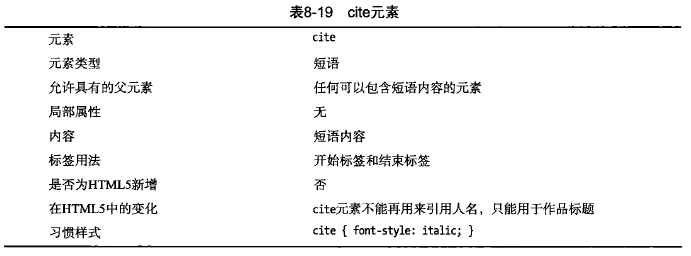 表8-19 cite元素
元素 cite
元素类型 短语
允许具有的父元素 任何可以包含短语内容的元素
局部属性 无
内容 短语内容
标签用法 开始标签和结束标签
是否为HTML5新增 否
在HTML5中的变化 cite元素不能再用来引用人名，只能用于作品标题
习惯样式 cite { font-style: italic; }